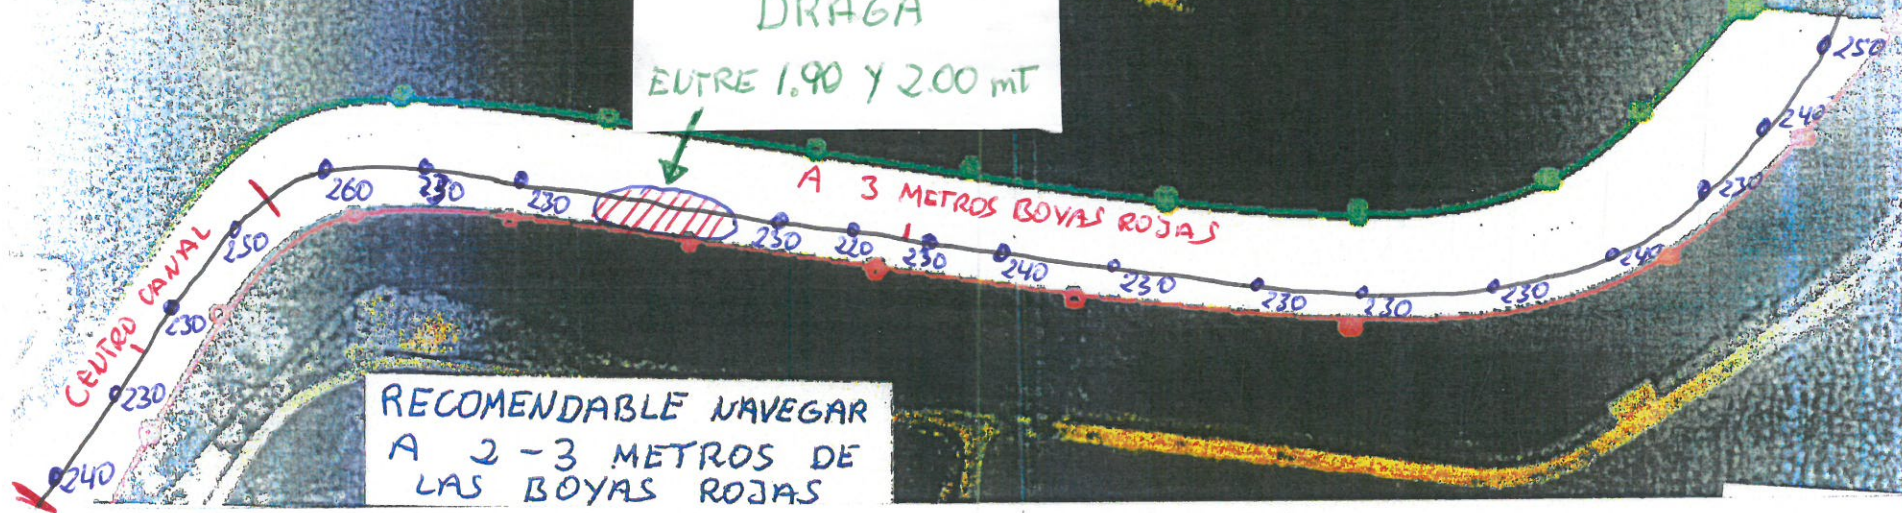 DRAGA
ENTRE 1.90 Y 2.00 mT
A 3 METROS BOYAS ROJAS
CENTRO CANAL
240
230
230
250
260
230
230
230
220
230
240
230
230
230
230
240
230
240
250
RECOMENDABLE NAVEGAR
A 2-3 METROS DE
LAS BOYAS ROJAS